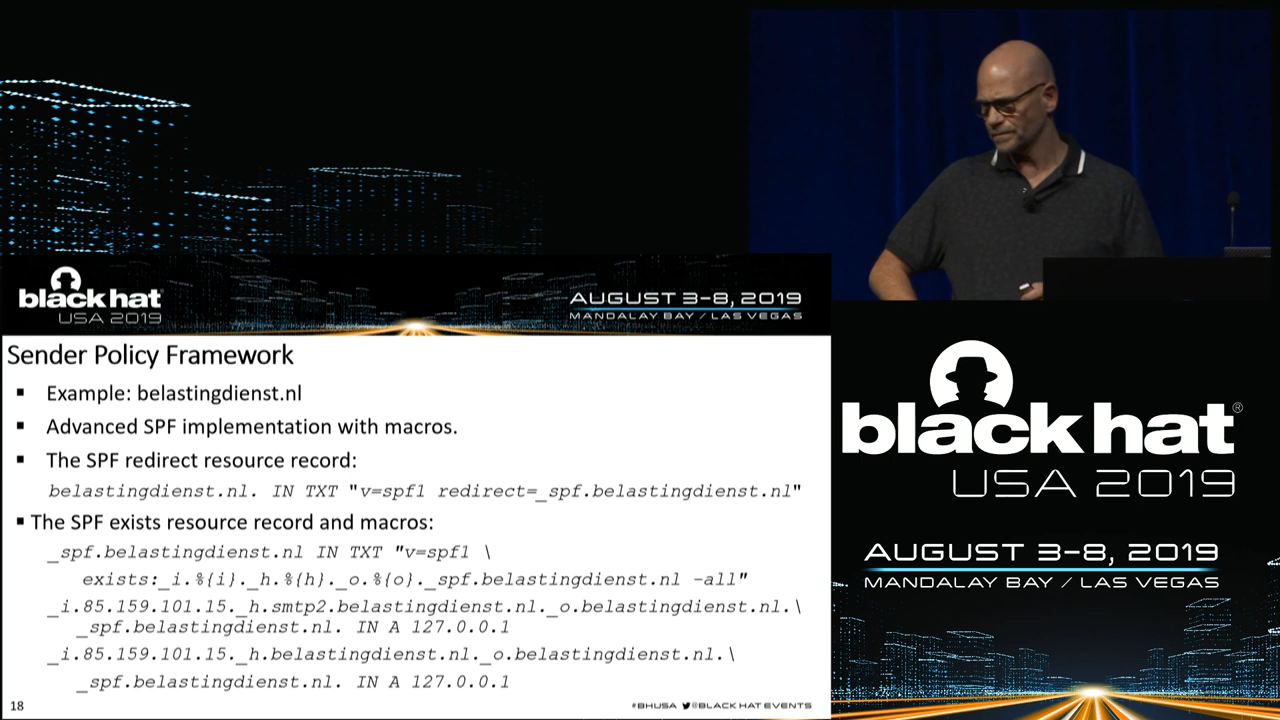 black hat
USA 2019
AUGUST 3-8, 2019
MANDALAY BAY / LAS VEGAS
Sender Policy Framework
▪ Example: belastingdienst.nl
▪ Advanced SPF implementation with macros.
▪ The SPF redirect resource record:
belastingdienst.nl. IN TXT "v=spf1 redirect=_spf.belastingdienst.nl"
▪ The SPF exists resource record and macros:
_spf.belastingdienst.nl IN TXT "v=spf1 \
exists:_i.%{i}._h.%{h}._o.%{o}._spf.belastingdienst.nl -all"
_i.85.159.101.15._h.smtp2.belastingdienst.nl._o.belastingdienst.nl.\
_spf.belastingdienst.nl. IN A 127.0.0.1
_i.85.159.101.15._h.belastingdienst.nl._o.belastingdienst.nl.\
_spf.belastingdienst.nl. IN A 127.0.0.1
18
#BHUSA @BLACK HAT EVENTS
black hat®
USA 2019
AUGUST 3-8, 2019
MANDALAY BAY / LAS VEGAS